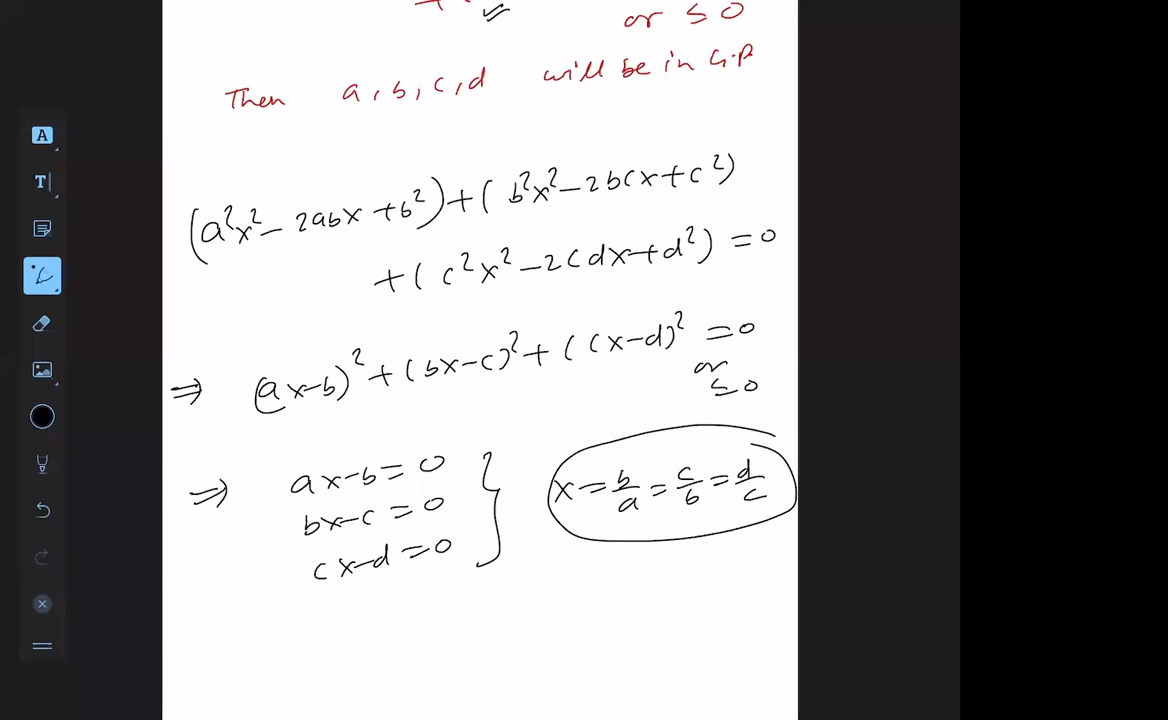 or ≤ 0
Then a, b, c, d will be in G.P
(a²x² - 2abx + b²) + (b²x² - 2bcx + c²)
+ (c²x² - 2cdx + d²) = 0
⇒ (ax-b)² + (bx-c)² + (cx-d)² = 0
or
≤ 0
⇒ ax-b = 0
bx-c = 0
cx-d = 0
} x = b/a = c/b = d/c
A
T|